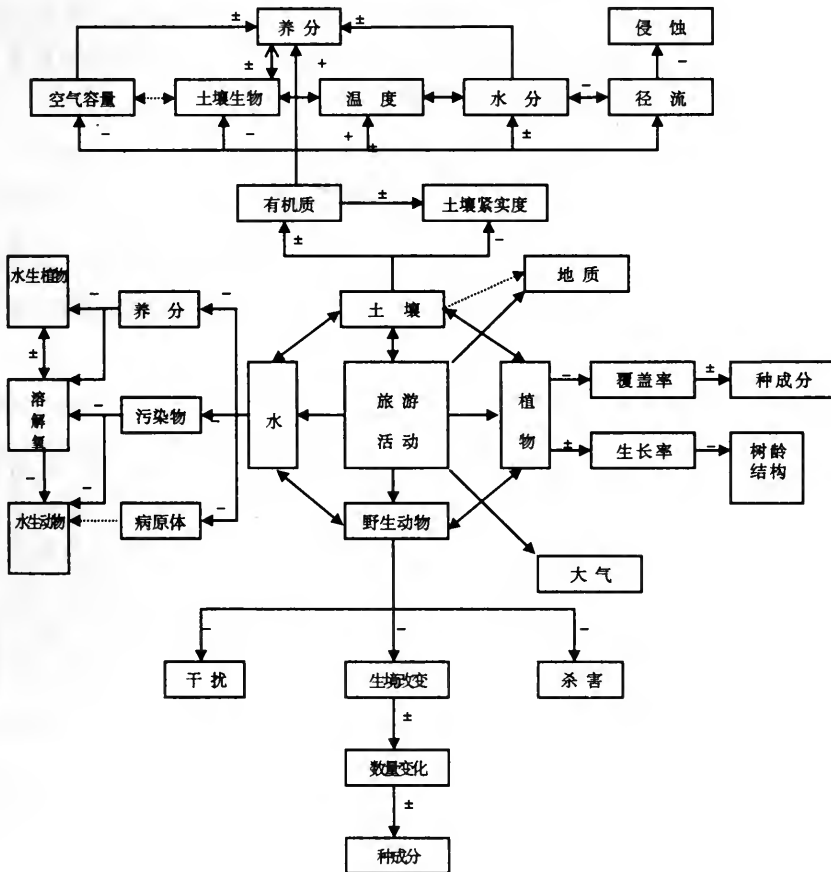 养分
侵蚀
±
±
±
+
−
空气容量
土壤生物
温度
水分
−
径流
−
−
+
±
±
±
有机质
±
土壤紧实度
±
−
水生植物
地质
−
养分
−
土壤
±
溶解氧
−
污染物
−
水
旅游
活动
植物
−
覆盖率
±
种成分
±
生长率
−
树龄
结构
−
−
水生动物
病原体
−
野生动物
大气
−
−
−
干扰
生境改变
杀害
±
数量变化
±
种成分